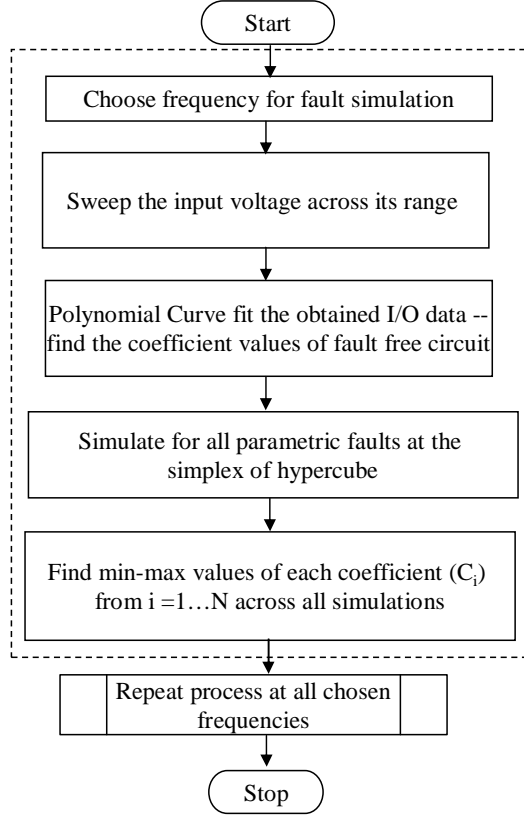 Start
Choose frequency for fault simulation
Sweep the input voltage across its range
Polynomial Curve fit the obtained I/O data --
find the coefficient values of fault free circuit
Simulate for all parametric faults at the
simplex of hypercube
Find min-max values of each coefficient (Ci)
from i =1…N across all simulations
Repeat process at all chosen
frequencies
Stop